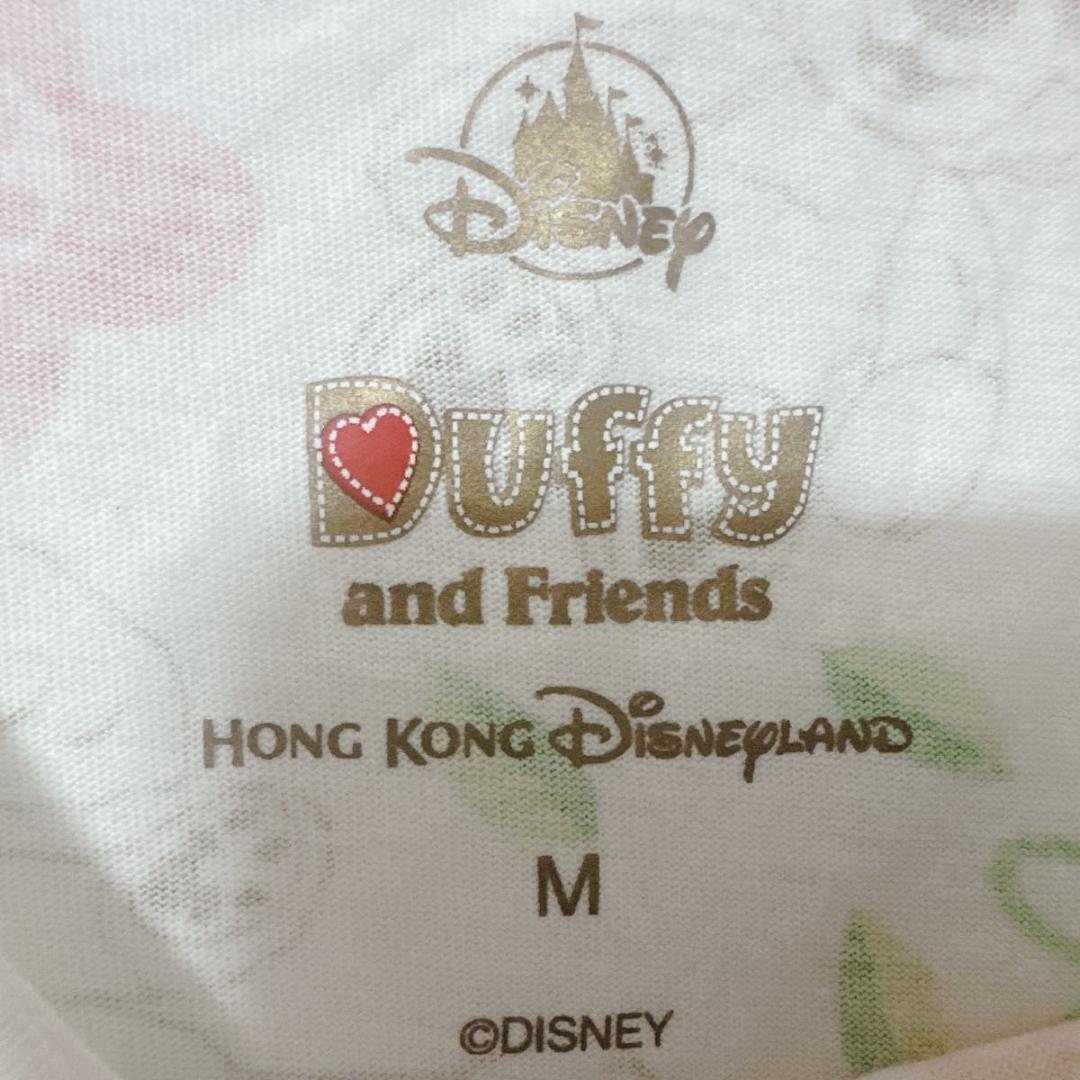 Disney
Duffy
and Friends
HONG KONG DISNEYLAND
M
©DISNEY